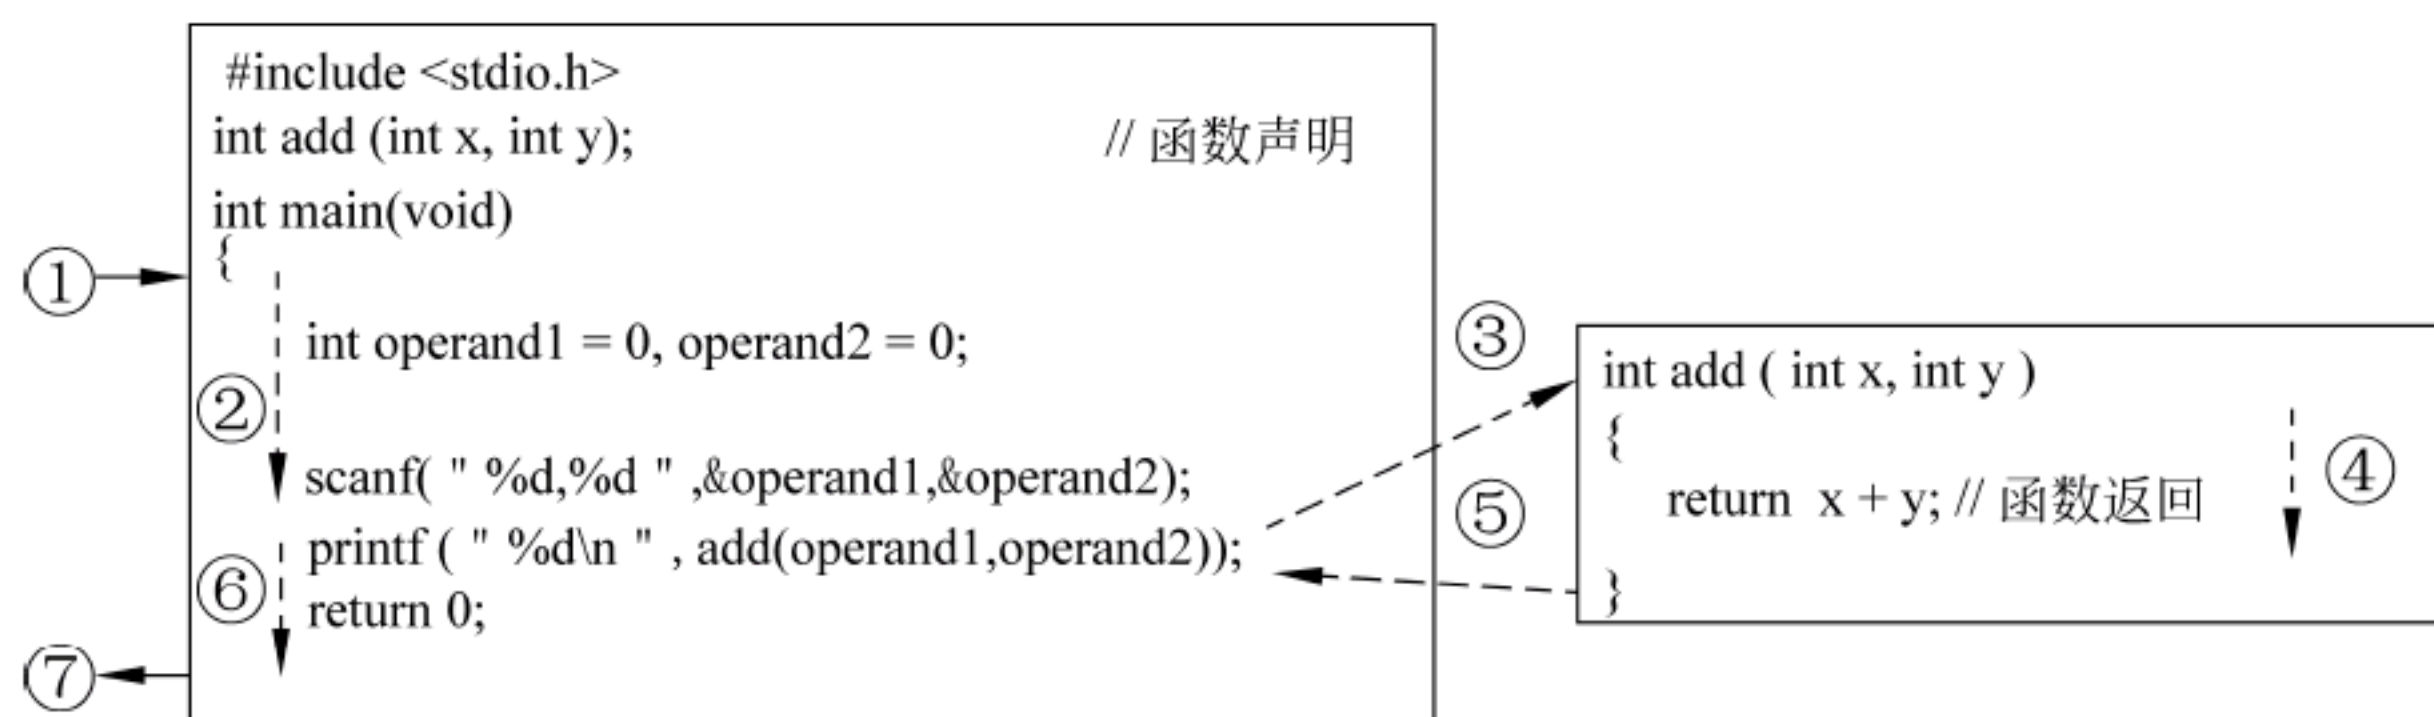 #include <stdio.h>
int add (int x, int y); // 函数声明
int main(void)
{
①
int operand1 = 0, operand2 = 0;
②
scanf( " %d,%d " ,&operand1,&operand2);
printf ( " %d\n " , add(operand1,operand2));
⑥
return 0;
⑦
③
⑤
int add ( int x, int y )
{
return x + y; // 函数返回
}
④